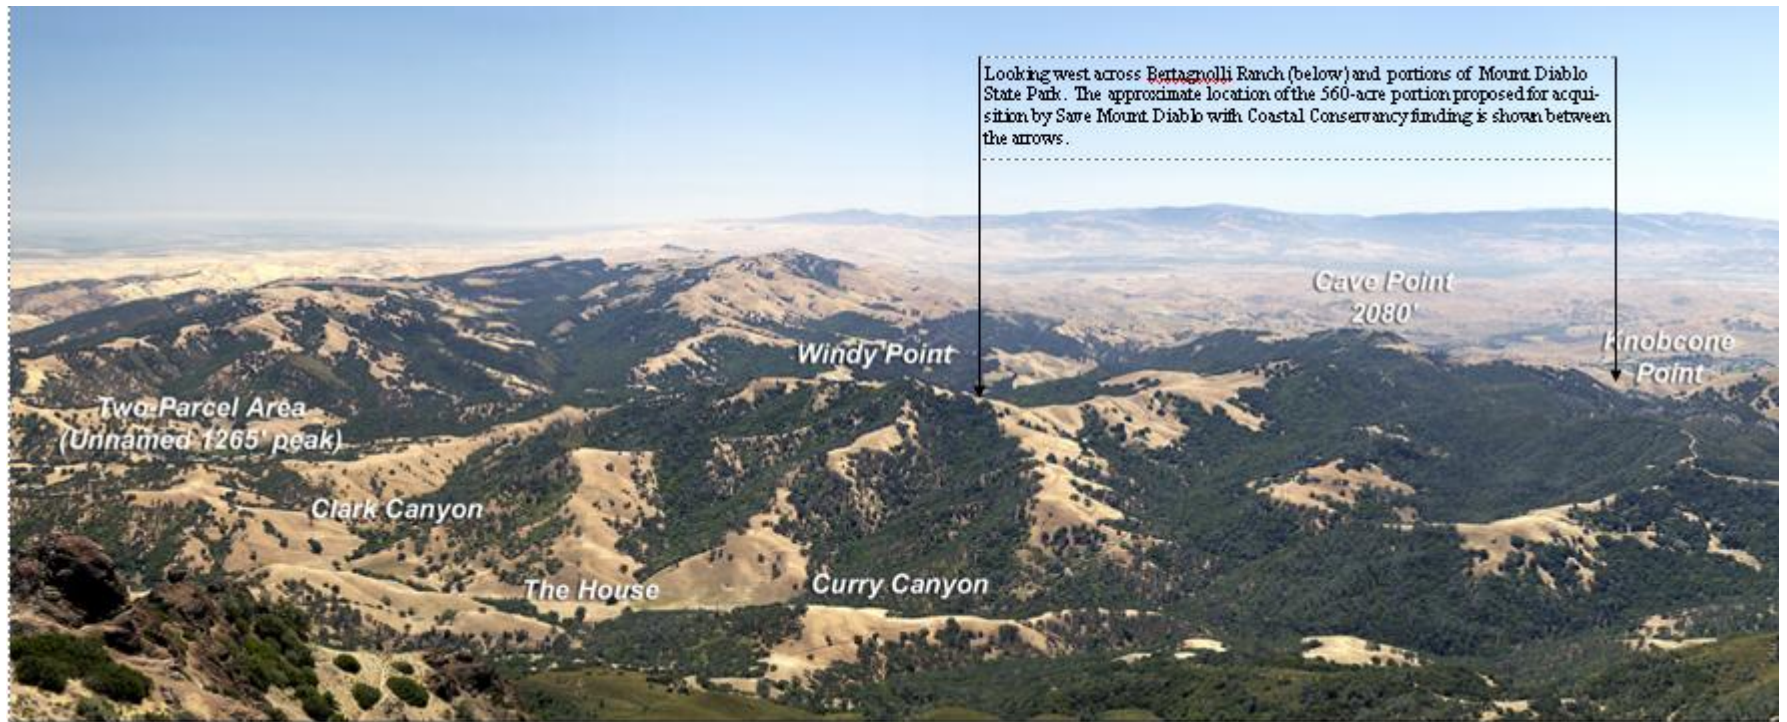 Looking west across Bertagnolli Ranch (below) and portions of Mount Diablo
State Park. The approximate location of the 560-acre portion proposed for acqui-
sition by Save Mount Diablo with Coastal Conservancy funding is shown between
the arrows.
Cave Point
2080'
Windy Point
Knobcone
Point
Two-Parcel Area
(Unnamed 1265' peak)
Clark Canyon
The House
Curry Canyon